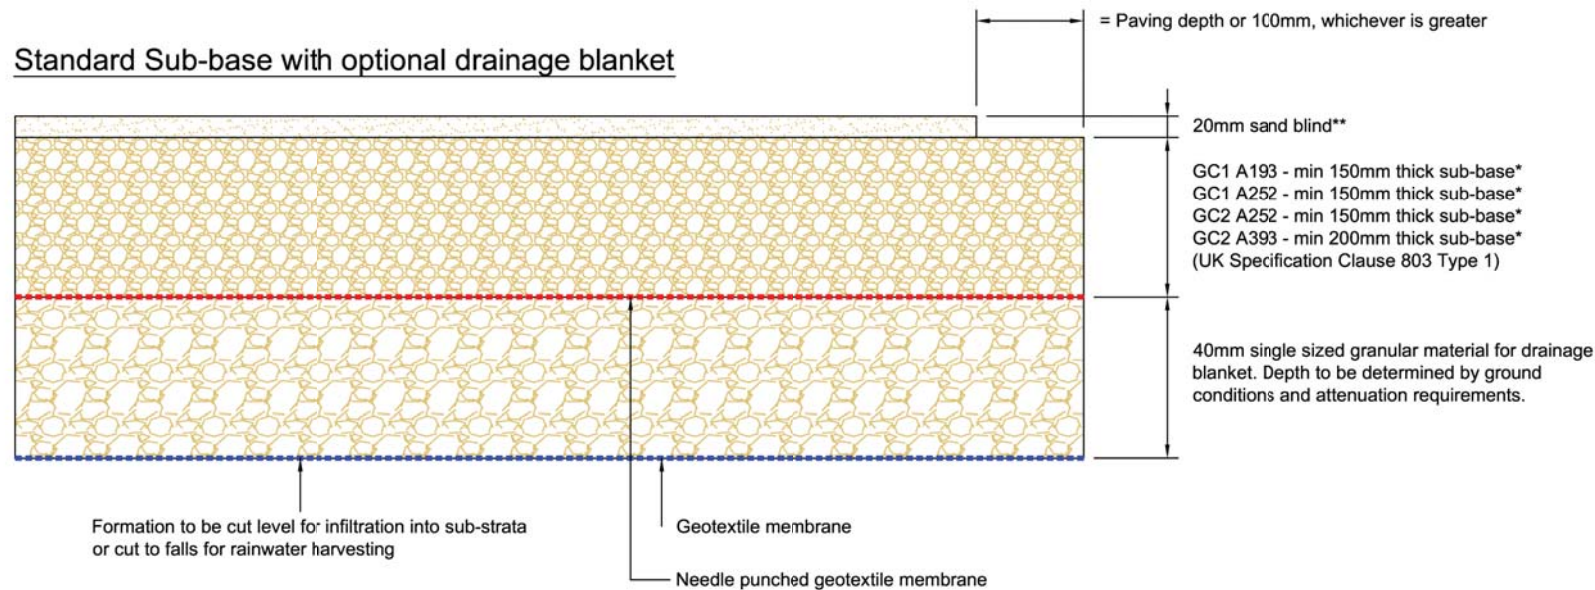 = Paving depth or 100mm, whichever is greater
Standard Sub-base with optional drainage blanket
20mm sand blind**
GC1 A193 - min 150mm thick sub-base*
GC1 A252 - min 150mm thick sub-base*
GC2 A252 - min 150mm thick sub-base*
GC2 A393 - min 200mm thick sub-base*
(UK Specification Clause 803 Type 1)
40mm single sized granular material for drainage
blanket. Depth to be determined by ground
conditions and attenuation requirements.
Formation to be cut level for infiltration into sub-strata
or cut to falls for rainwater harvesting
Geotextile membrane
Needle punched geotextile membrane